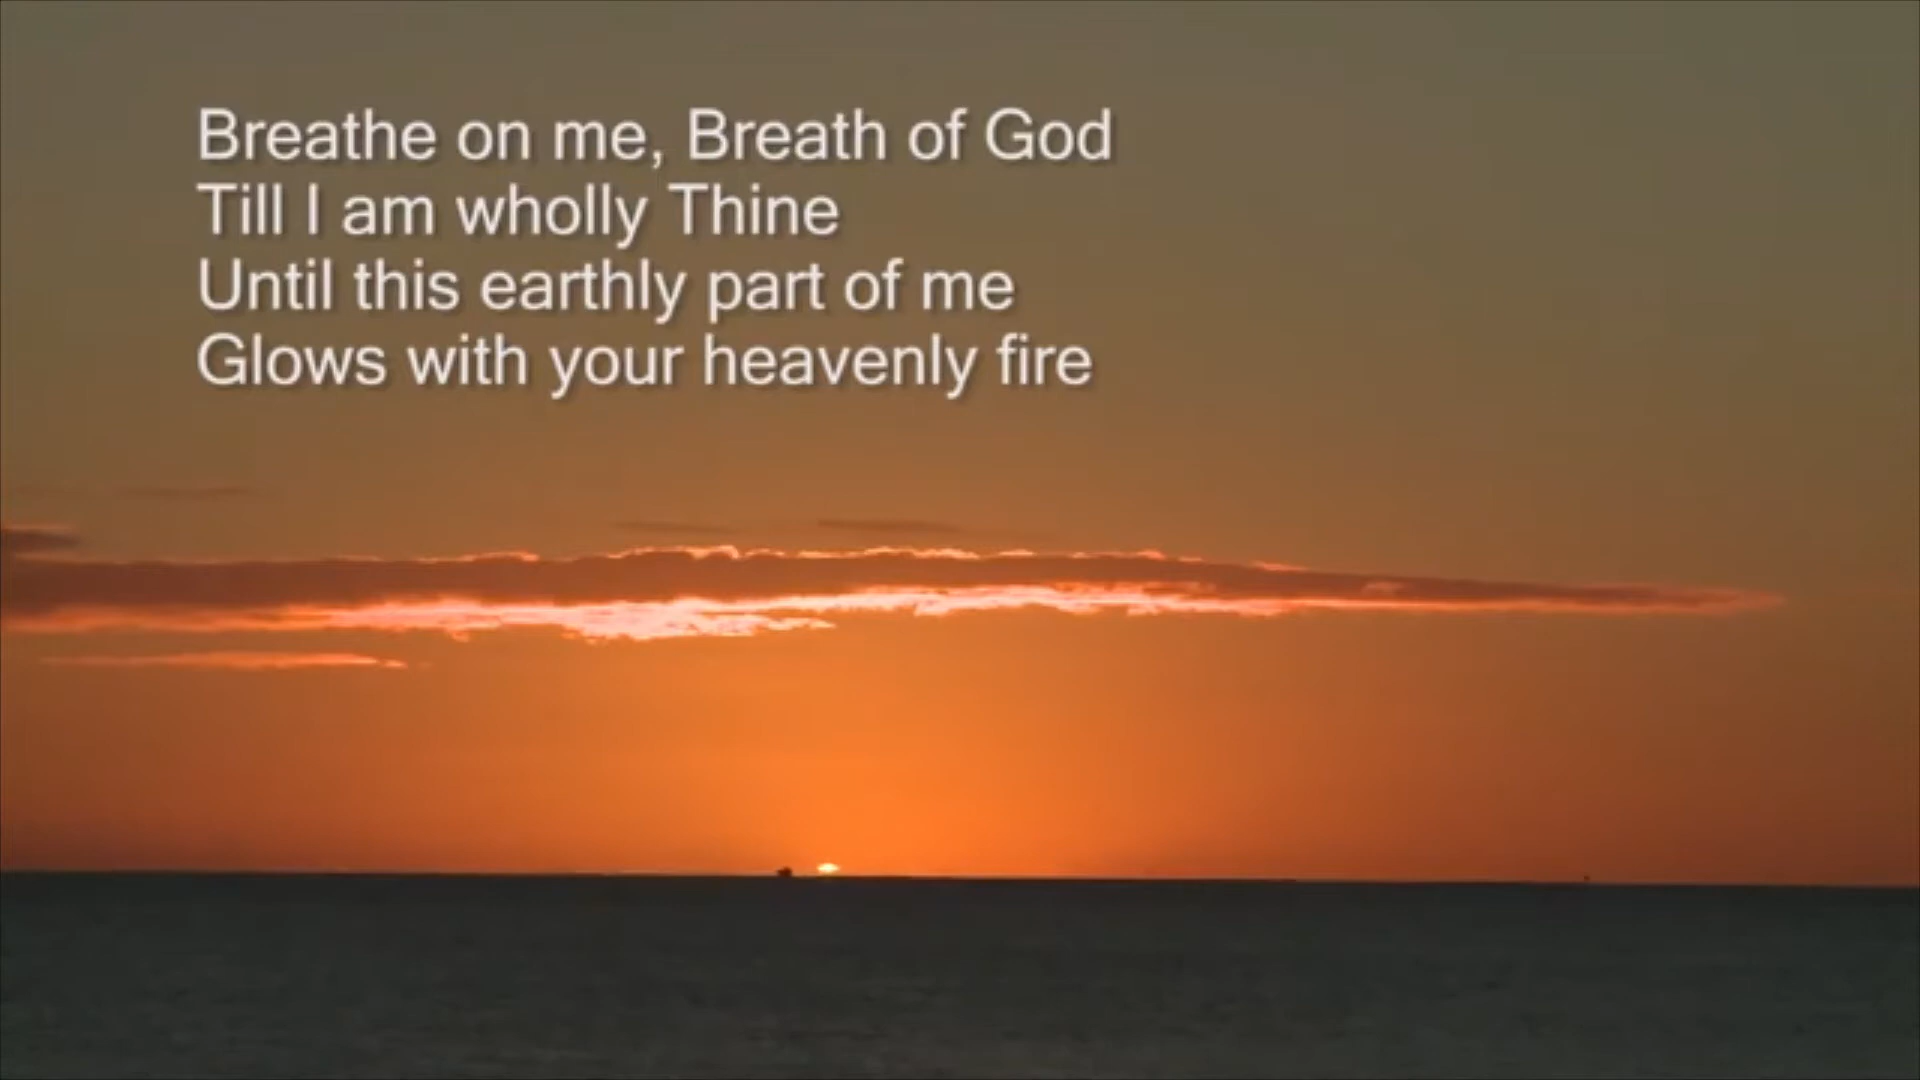 Breathe on me, Breath of God
Till I am wholly Thine
Until this earthly part of me
Glows with your heavenly fire